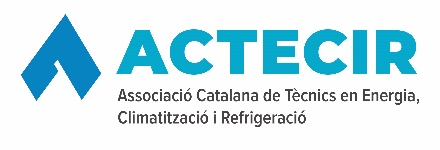 ACTECIR
Associació Catalana de Tècnics en Energia,
Climatització i Refrigeració